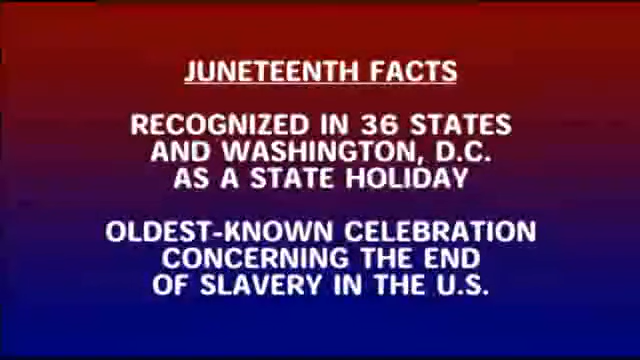 JUNETEENTH FACTS
RECOGNIZED IN 36 STATES
AND WASHINGTON, D.C.
AS A STATE HOLIDAY
OLDEST-KNOWN CELEBRATION
CONCERNING THE END
OF SLAVERY IN THE U.S.